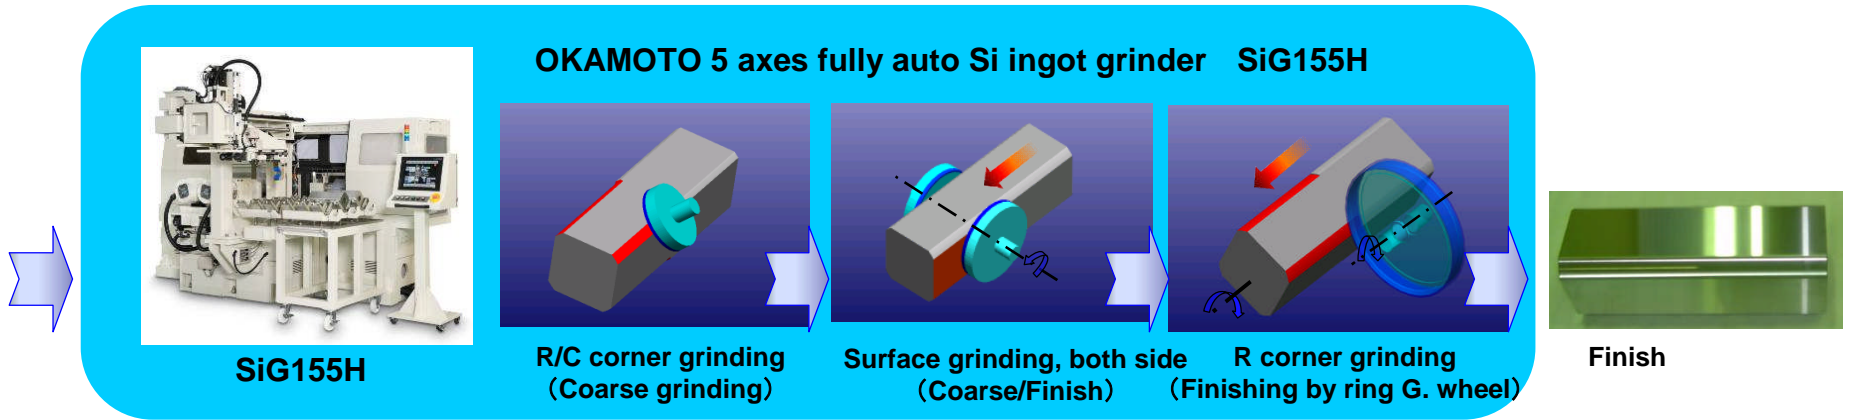 OKAMOTO 5 axes fully auto Si ingot grinder SiG155H
SiG155H
R/C corner grinding
（Coarse grinding）
Surface grinding, both side
（Coarse/Finish）
R corner grinding
（Finishing by ring G. wheel）
Finish